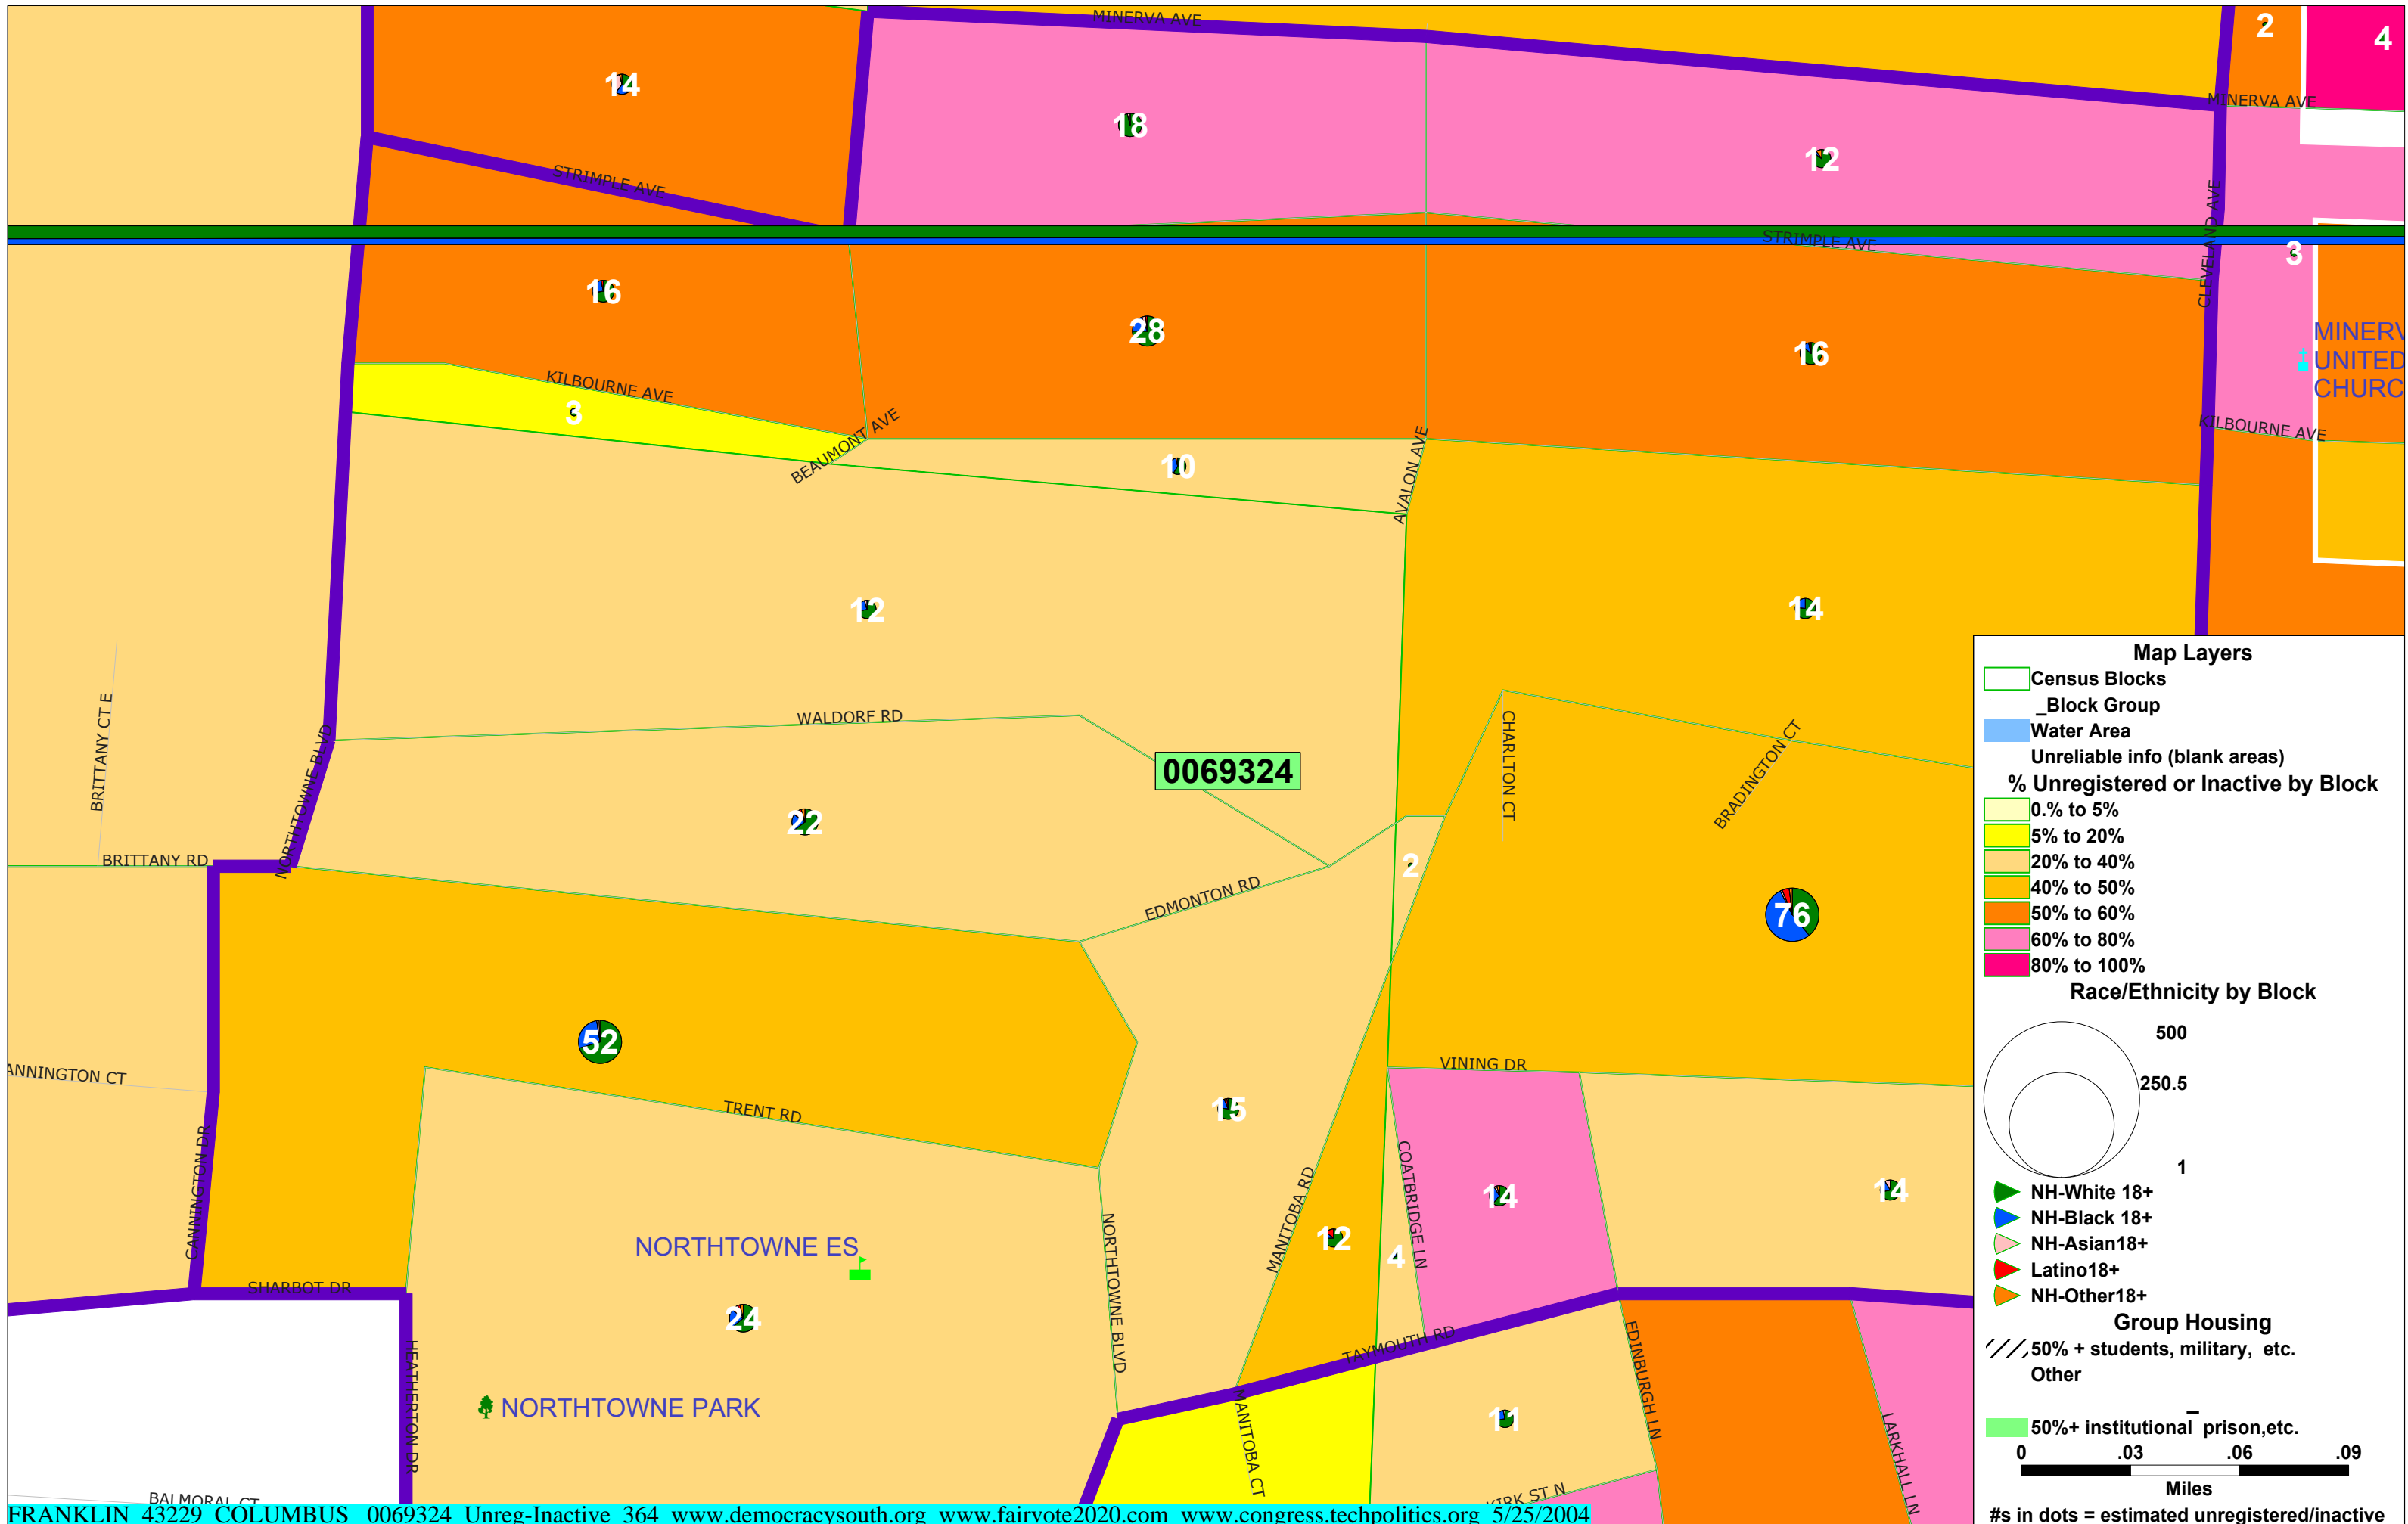 MINERVA AVE
2
4
14
18
MINERVA AVE
12
STRIMPLE AVE
CLEVELAND AVE
STRIMPLE AVE
3
16
28
16
MINERV
UNITED
CHURC
KILBOURNE AVE
3
BEAUMONT AVE
AVALON AVE
KILBOURNE AVE
10
12
14
BRITTANY CT E
NORTHTOWNE BLVD
WALDORF RD
CHARLTON CT
BRADINGTON CT
0069324
22
BRITTANY RD
2
EDMONTON RD
76
52
ANNINGTON CT
VINING DR
TRENT RD
15
CANNINGTON DR
MANITOBA RD
COATBRIDGE LN
14
14
NORTHTOWNE ES
NORTHTOWNE BLVD
12
4
SHARBOT DR
24
TAYMOUTH RD
EDINBURGH LN
HEATHERTON DR
NORTHTOWNE PARK
MANITOBA CT
11
LARKHALL LN
BALMORAL CT
KIRK ST N
Map Layers
Census Blocks
_Block Group
Water Area
Unreliable info (blank areas)
% Unregistered or Inactive by Block
0.% to 5%
5% to 20%
20% to 40%
40% to 50%
50% to 60%
60% to 80%
80% to 100%
Race/Ethnicity by Block
500
250.5
1
NH-White 18+
NH-Black 18+
NH-Asian18+
Latino18+
NH-Other18+
Group Housing
50% + students, military, etc.
Other
_
50%+ institutional prison,etc.
0 .03 .06 .09
Miles
#s in dots = estimated unregistered/inactive
FRANKLIN 43229 COLUMBUS 0069324 Unreg-Inactive 364 www.democracysouth.org www.fairvote2020.com www.congress.techpolitics.org 5/25/2004